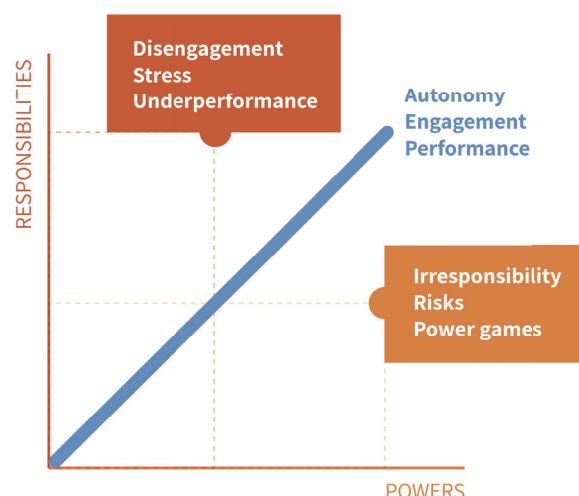 Disengagement
Stress
Underperformance
RESPONSIBILITIES
Autonomy
Engagement
Performance
Irresponsibility
Risks
Power games
POWERS